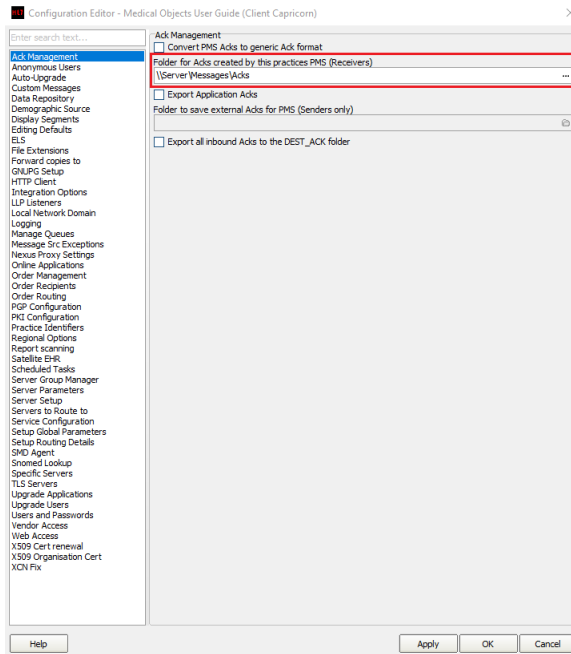 Configuration Editor - Medical Objects User Guide (Client Capricorn)
Enter search text...
Ack Management
Anonymous Users
Auto-Upgrade
Custom Messages
Data Repository
Demographic Source
Display Segments
Editing Defaults
ELS
File Extensions
Forward copies to
GNUPG Setup
HTTP Client
Integration Options
LLP Listeners
Local Network Domain
Logging
Manage Queues
Message Src Exceptions
Nexus Proxy Settings
Online Applications
Order Management
Order Recipients
Order Routing
PGP Configuration
PKI Configuration
Practice Identifiers
Regional Options
Report scanning
Satellite EHR
Scheduled Tasks
Server Group Manager
Server Parameters
Server Setup
Servers to Route to
Service Configuration
Setup Global Parameters
Setup Routing Details
SMD Agent
Snomed Lookup
Specific Servers
TLS Servers
Upgrade Applications
Upgrade Users
Users and Passwords
Vendor Access
Web Access
X509 Cert renewal
X509 Organisation Cert
XCN Fix
Ack Management
Convert PMS Acks to generic Ack format
Folder for Acks created by this practices PMS (Receivers)
\\Server\Messages\Acks
...
Export Application Acks
Folder to save external Acks for PMS (Senders only)
Export all inbound Acks to the DEST_ACK folder
Help
Apply
OK
Cancel